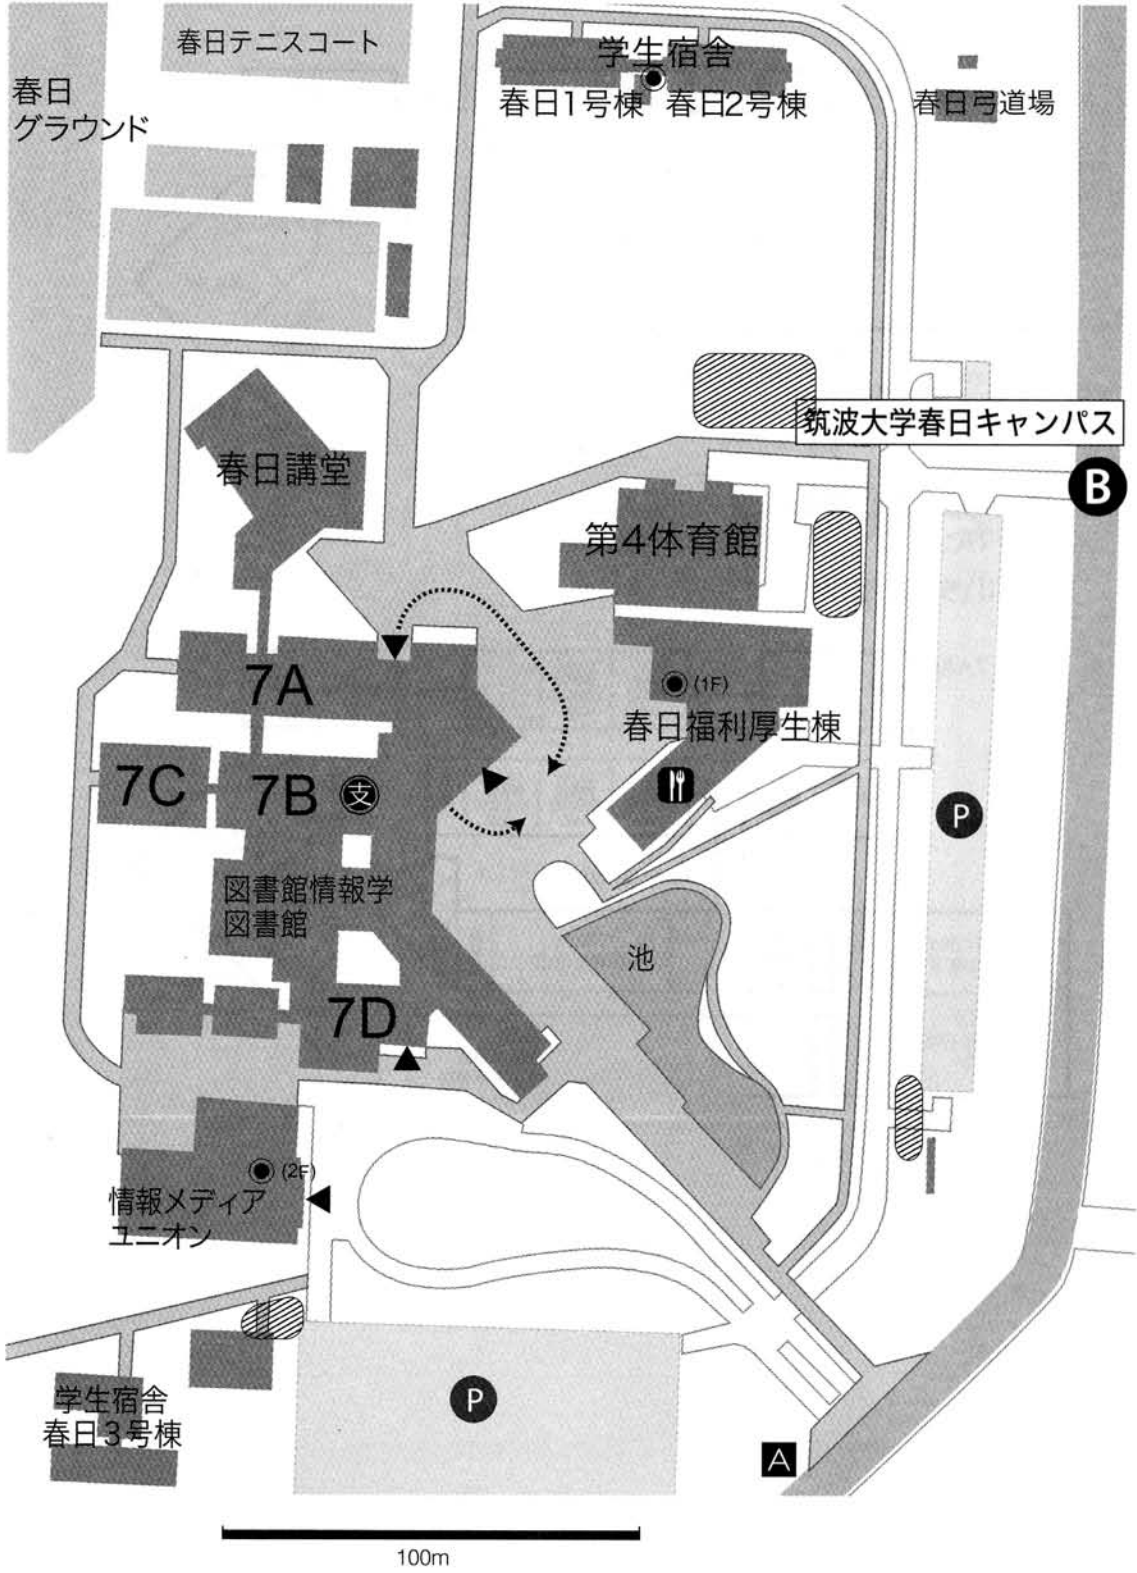 春日テニスコート
学生宿舎
春日
グラウンド
春日1号棟
春日2号棟
春日弓道場
筑波大学春日キャンパス
B
春日講堂
第4体育館
7A
(1F)
春日福利厚生棟
7C
7B
支
P
図書館情報学
図書館
池
7D
(2F)
情報メディア
ユニオン
学生宿舎
春日3号棟
P
A
100m